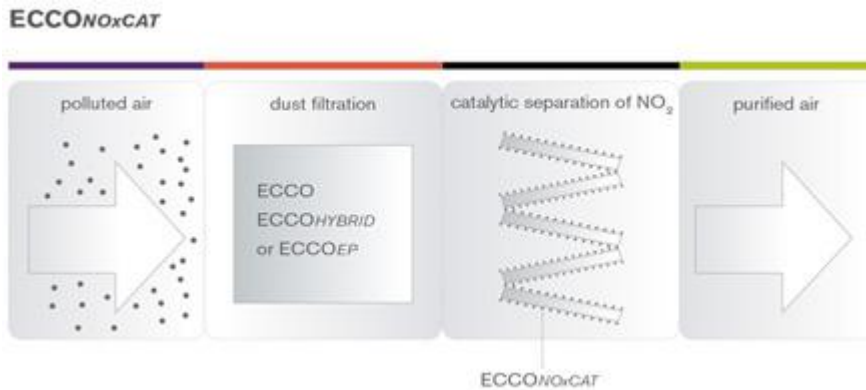 ECCONOxCAT
polluted air
dust filtration
catalytic separation of NO₂
purified air
ECCO
ECCOHYBRID
or ECCOEP
ECCONOxCAT